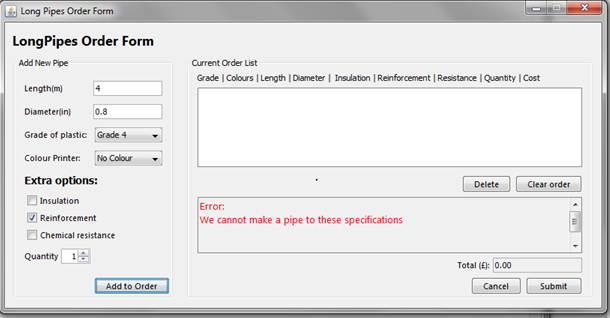 Long Pipes Order Form
LongPipes Order Form
Add New Pipe
Length(m) 4
Diameter(in) 0.8
Grade of plastic: Grade 4
Colour Printer: No Colour
Extra options:
Insulation
Reinforcement
Chemical resistance
Quantity 1
Add to Order
Current Order List
Grade | Colours | Length | Diameter | Insulation | Reinforcement | Resistance | Quantity | Cost
Delete Clear order
Error:
We cannot make a pipe to these specifications
Total (£): 0.00
Cancel Submit